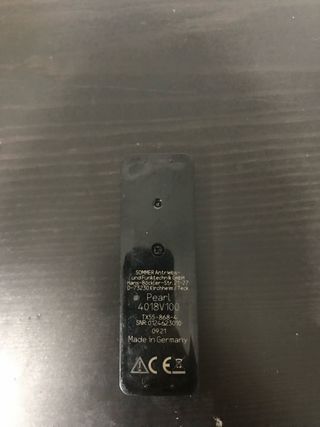 SOMMER Antriebs-
und Funktechnik GmbH
Hans-Böckler-Str. 21-27
D-73230 Kirchheim / Teck
Pearl
4018V100
TX55-868-4
SNR:0124623010
09.21
Made in Germany
CE